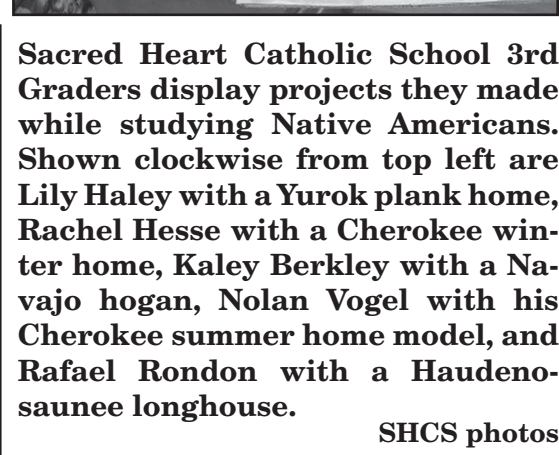 Sacred Heart Catholic School 3rd
Graders display projects they made
while studying Native Americans.
Shown clockwise from top left are
Lily Haley with a Yurok plank home,
Rachel Hesse with a Cherokee win-
ter home, Kaley Berkley with a Na-
vajo hogan, Nolan Vogel with his
Cherokee summer home model, and
Rafael Rondon with a Haudeno-
saunee longhouse.
SHCS photos